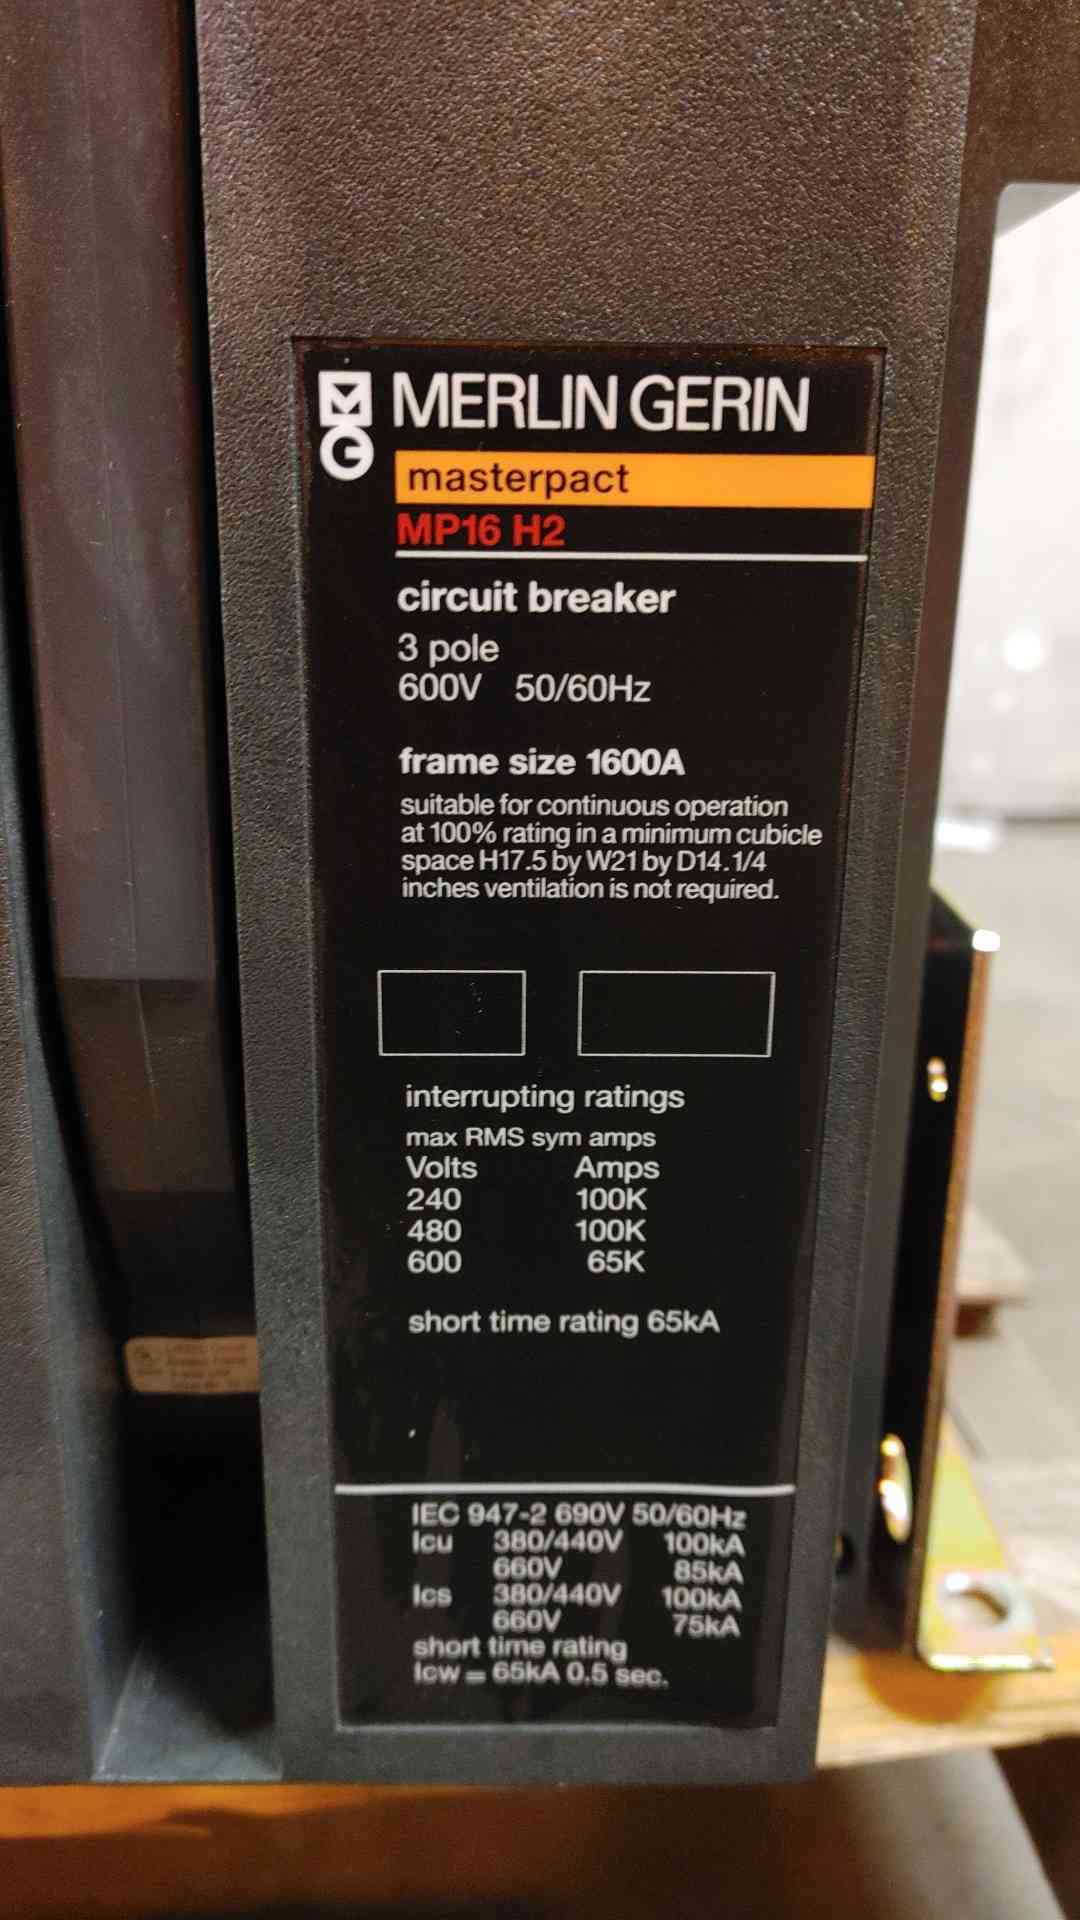 MG MERLIN GERIN
masterpact
MP16 H2
circuit breaker
3 pole
600V 50/60Hz
frame size 1600A
suitable for continuous operation
at 100% rating in a minimum cubicle
space H17.5 by W21 by D14.1/4
inches ventilation is not required.
interrupting ratings
max RMS sym amps
Volts Amps
240 100K
480 100K
600 65K
short time rating 65kA
IEC 947-2 690V 50/60Hz
Icu 380/440V 100kA
660V 85kA
Ics 380/440V 100kA
660V 75kA
short time rating
Icw = 65kA 0.5 sec.